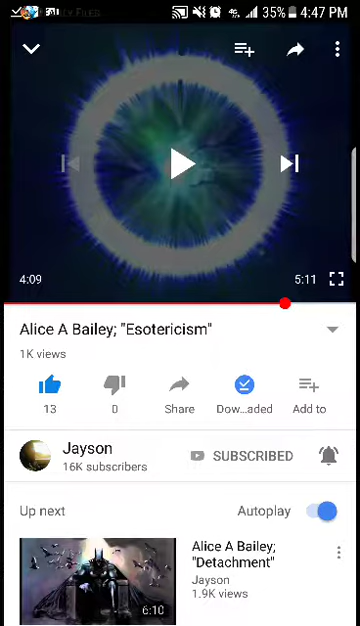 35% 4:47 PM
4:09 5:11
Alice A Bailey; "Esotericism"
1K views
13 0 Share Dow...aded Add to
Jayson
16K subscribers
SUBSCRIBED
Up next Autoplay
6:10
Alice A Bailey;
"Detachment"
Jayson
1.9K views